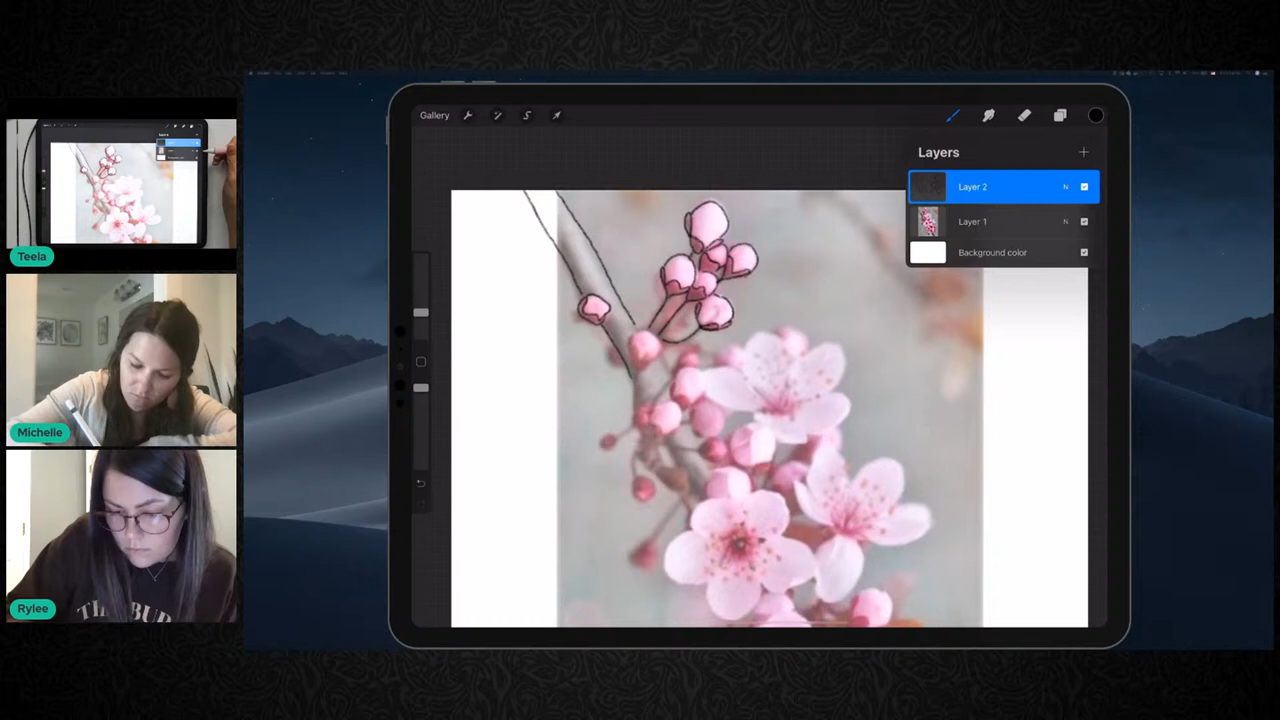 Teela
Michelle
Rylee
Gallery
Layers
Layer 2
N
Layer 1
N
Background color